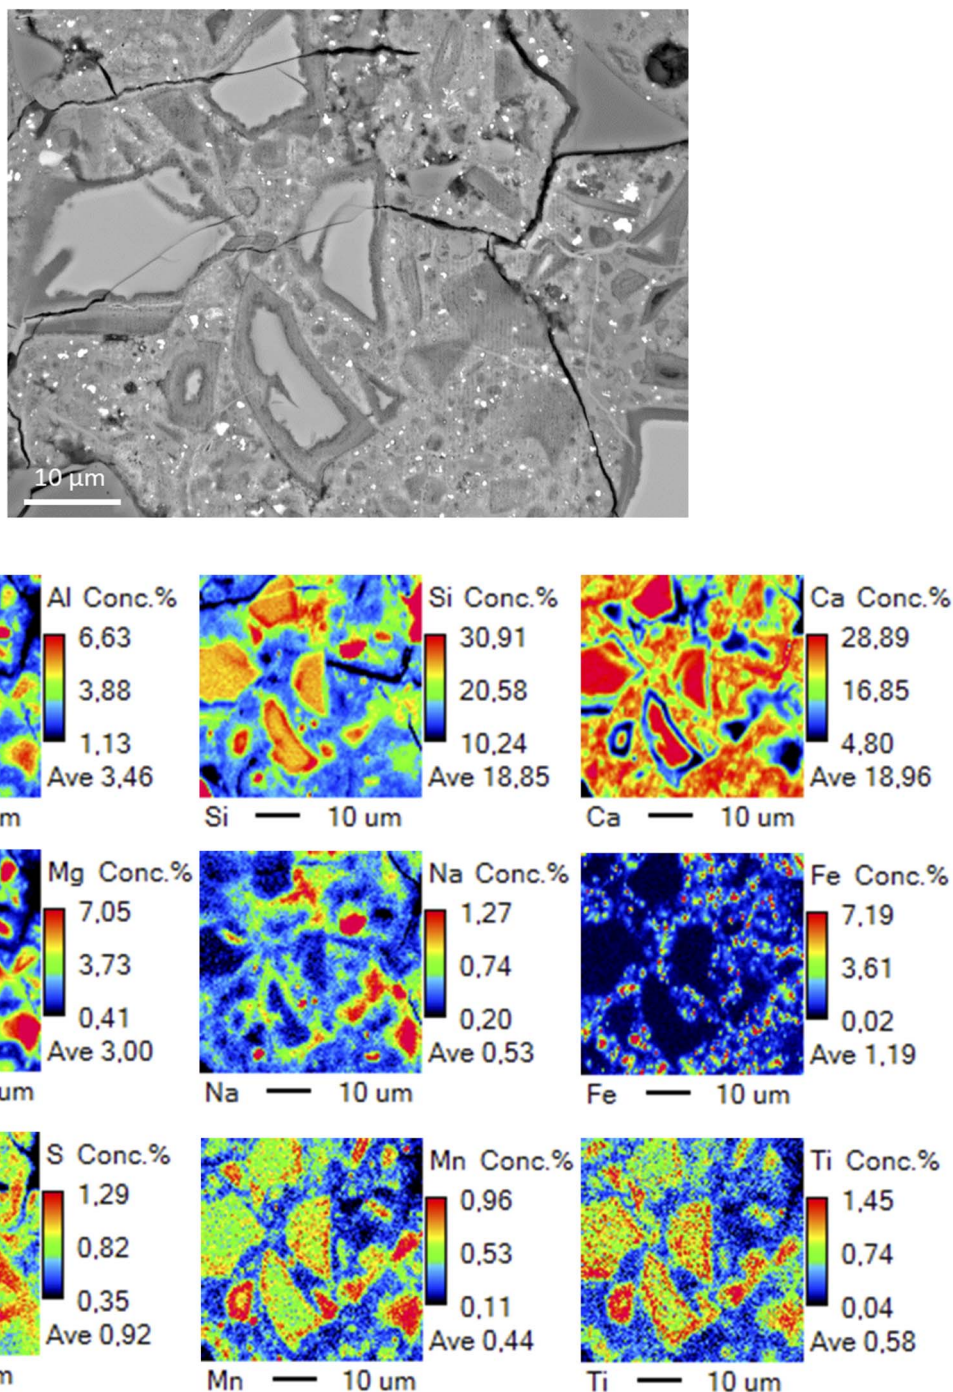 10 µm
Al Conc.%
6,63
3,88
1,13
Ave 3,46
m
Si Conc.%
30,91
20,58
10,24
Ave 18,85
Si 10 um
Ca Conc.%
28,89
16,85
4,80
Ave 18,96
Ca 10 um
Mg Conc.%
7,05
3,73
0,41
Ave 3,00
um
Na Conc.%
1,27
0,74
0,20
Ave 0,53
Na 10 um
Fe Conc.%
7,19
3,61
0,02
Ave 1,19
Fe 10 um
S Conc.%
1,29
0,82
0,35
Ave 0,92
m
Mn Conc.%
0,96
0,53
0,11
Ave 0,44
Mn 10 um
Ti Conc.%
1,45
0,74
0,04
Ave 0,58
Ti 10 um